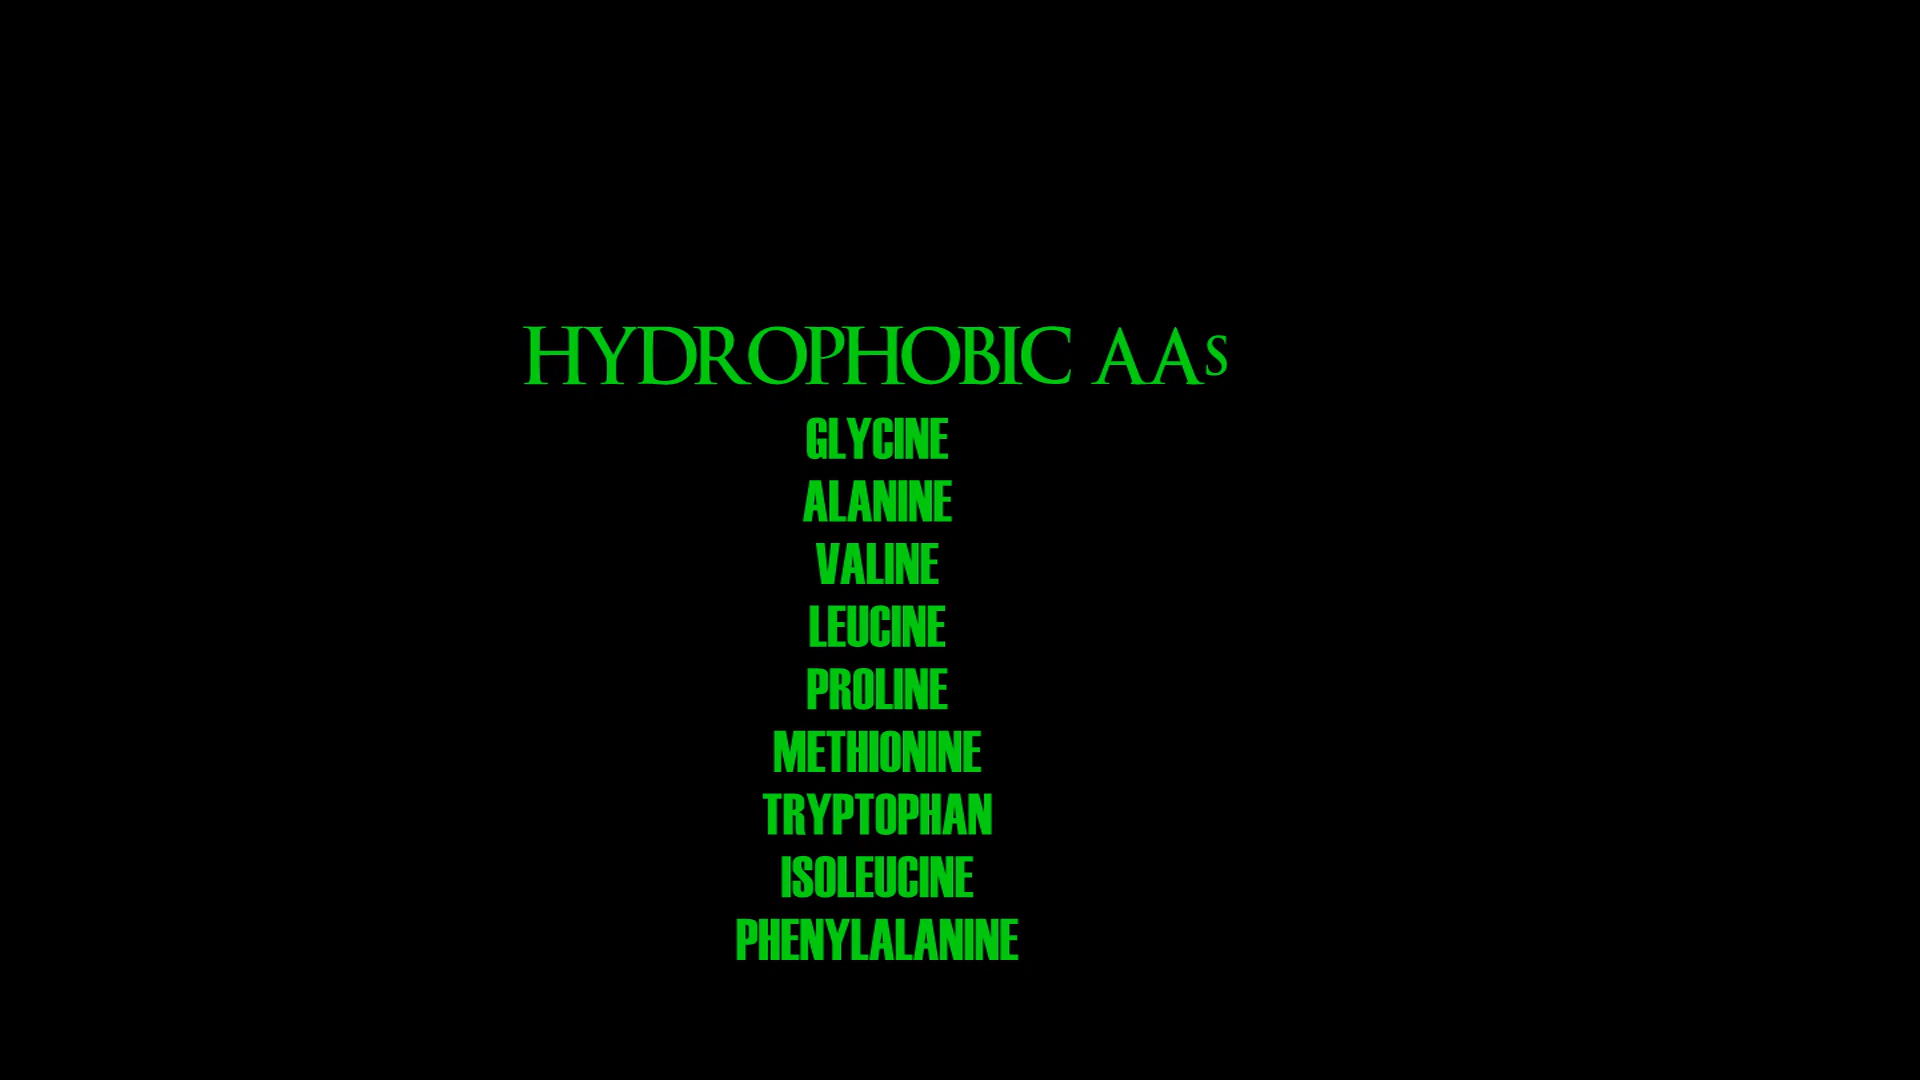 HYDROPHOBIC AAs
GLYCINE
ALANINE
VALINE
LEUCINE
PROLINE
METHIONINE
TRYPTOPHAN
ISOLEUCINE
PHENYLALANINE